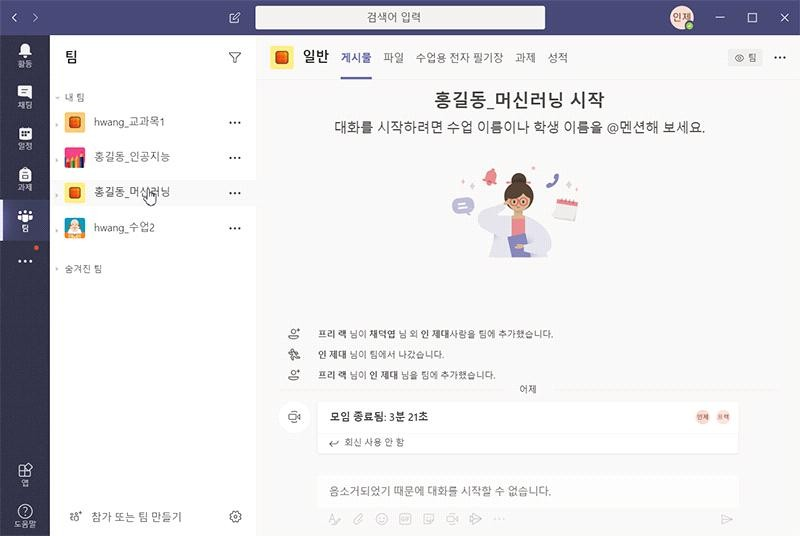 검색어 입력
인제
활동
채팅
일정
과제
팀
앱
도움말
팀
내 팀
hwang_교과목1
홍길동_인공지능
홍길동_머신러닝
hwang_수업2
숨겨진 팀
참가 또는 팀 만들기
일반
게시물
파일
수업용 전자 필기장
과제
성적
팀
홍길동_머신러닝 시작
대화를 시작하려면 수업 이름이나 학생 이름을 @멘션해 보세요.
프리 랙 님이 채덕엽 님 외 인 제대사람을 팀에 추가했습니다.
인 제대 님이 팀에서 나갔습니다.
프리 랙 님이 인 제대 님을 팀에 추가했습니다.
어제
모임 종료됨: 3분 21초
인제
프랙
회신 사용 안 함
음소거되었기 때문에 대화를 시작할 수 없습니다.
GIF